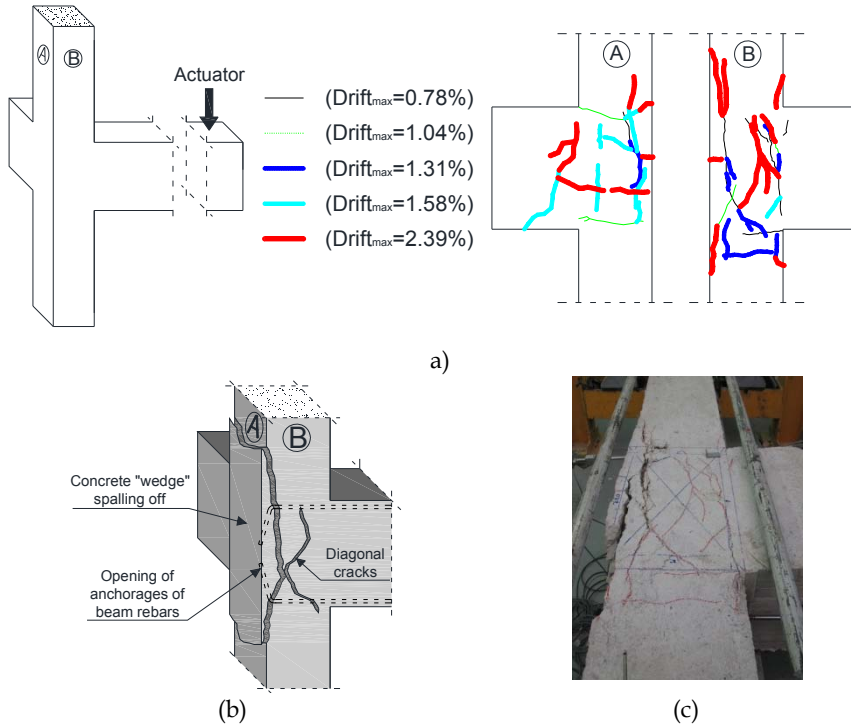 A
B
Actuator
(Driftmax=0.78%)
(Driftmax=1.04%)
(Driftmax=1.31%)
(Driftmax=1.58%)
(Driftmax=2.39%)
A
B
a)
A
B
Concrete "wedge"
spalling off
Opening of
anchorages of
beam rebars
Diagonal
cracks
(b)
(c)